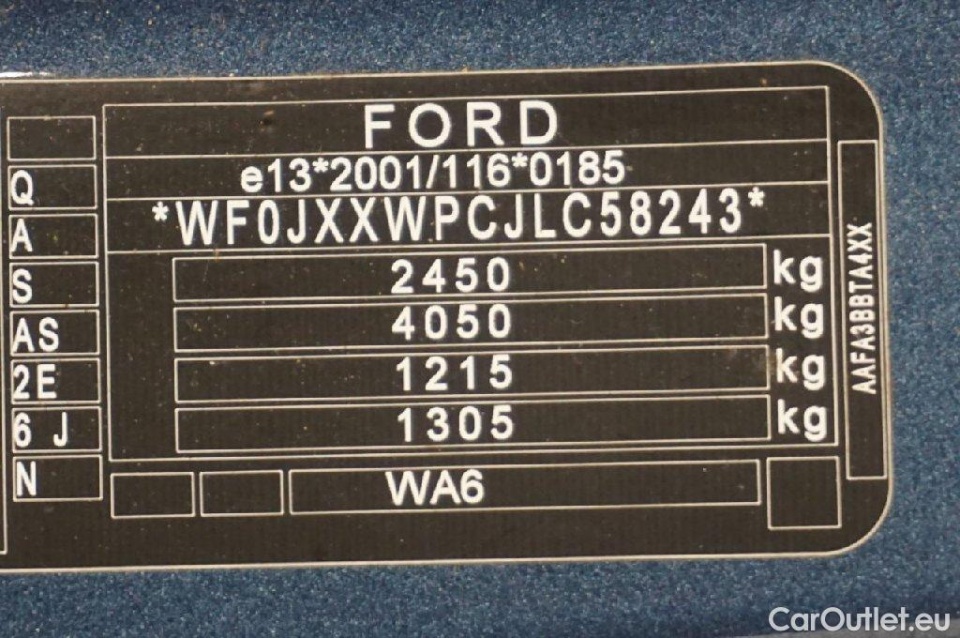 FORD
e13*2001/116*0185
*WF0JXXWPCJLC58243*
2450 kg
4050 kg
1215 kg
1305 kg
WA6
Q
A
S
AS
2E
6 J
N
AAFA3BBTA4XX
CarOutlet.eu